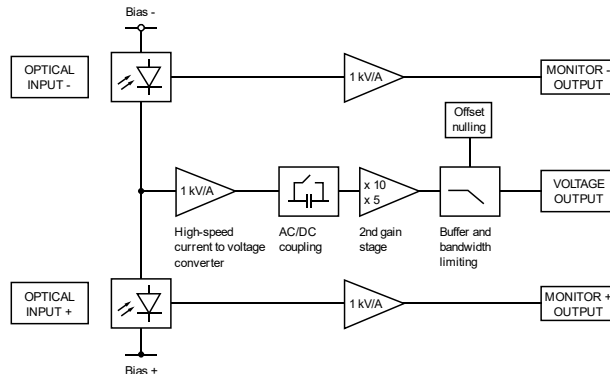 Bias -
OPTICAL
INPUT -
1 kV/A
MONITOR -
OUTPUT
Offset
nulling
1 kV/A
x 10
x 5
VOLTAGE
OUTPUT
High-speed
current to voltage
converter
AC/DC
coupling
2nd gain
stage
Buffer and
bandwidth
limiting
OPTICAL
INPUT +
1 kV/A
MONITOR +
OUTPUT
Bias +